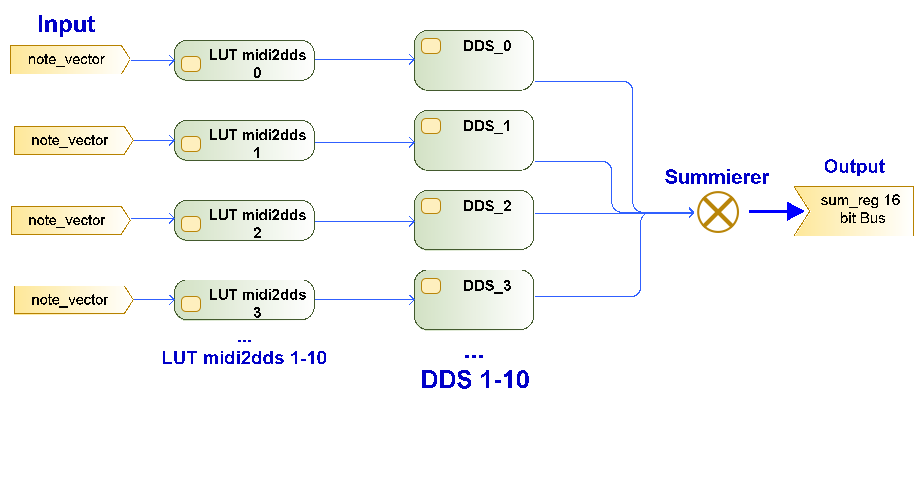 Input
note_vector
LUT midi2dds
0
DDS_0
note_vector
LUT midi2dds
1
DDS_1
Summierer
Output
sum_reg 16
bit Bus
note_vector
LUT midi2dds
2
DDS_2
note_vector
LUT midi2dds
3
DDS_3
...
LUT midi2dds 1-10
...
DDS 1-10